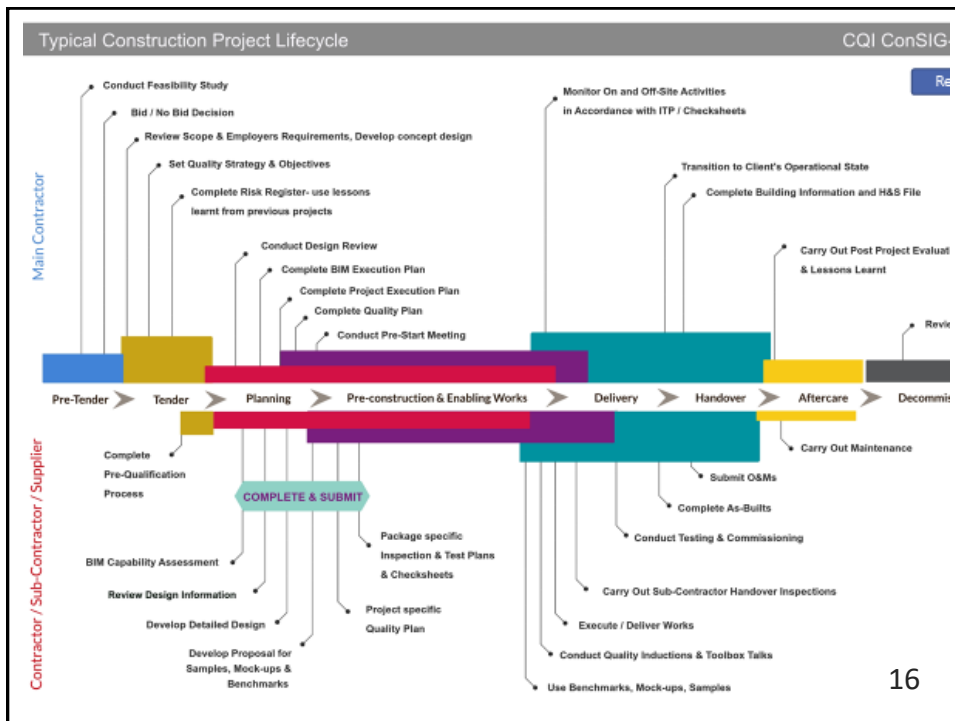 Typical Construction Project Lifecycle
CQI ConSIG-
Re
Main Contractor
Conduct Feasibility Study
Bid / No Bid Decision
Review Scope & Employers Requirements, Develop concept design
Set Quality Strategy & Objectives
Complete Risk Register- use lessons
learnt from previous projects
Conduct Design Review
Complete BIM Execution Plan
Complete Project Execution Plan
Complete Quality Plan
Conduct Pre-Start Meeting
Monitor On and Off-Site Activities
in Accordance with ITP / Checksheets
Transition to Client's Operational State
Complete Building Information and H&S File
Carry Out Post Project Evaluati
& Lessons Learnt
Revie
Pre-Tender
Tender
Planning
Pre-construction & Enabling Works
Delivery
Handover
Aftercare
Decommis
Contractor / Sub-Contractor / Supplier
Complete
Pre-Qualification
Process
COMPLETE & SUBMIT
BIM Capability Assessment
Review Design Information
Develop Detailed Design
Develop Proposal for
Samples, Mock-ups &
Benchmarks
Package specific
Inspection & Test Plans
& Checksheets
Project specific
Quality Plan
Carry Out Maintenance
Submit O&Ms
Complete As-Builts
Conduct Testing & Commissioning
Carry Out Sub-Contractor Handover Inspections
Execute / Deliver Works
Conduct Quality Inductions & Toolbox Talks
Use Benchmarks, Mock-ups, Samples
16